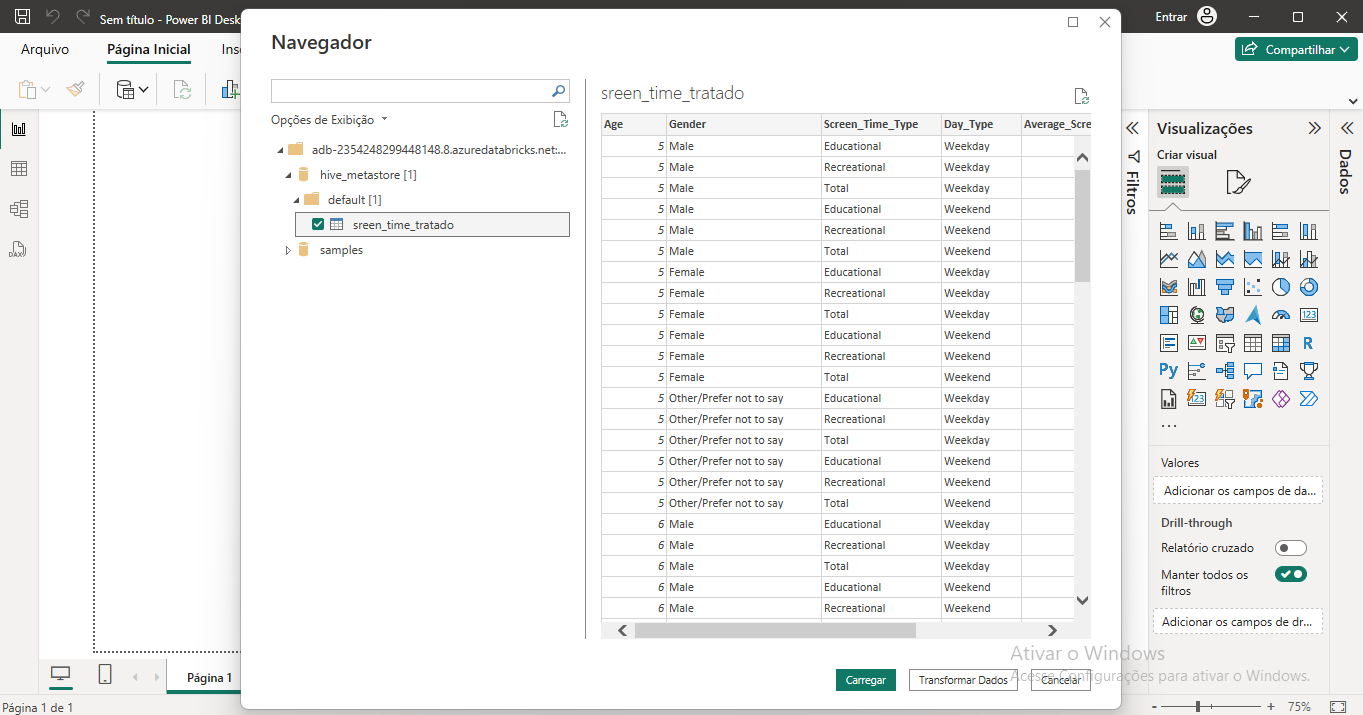 Sem título - Power BI Desk
Entrar
Arquivo
Página Inicial
Ins
Compartilhar
Navegador
Opções de Exibição
adb-2354248299448148.8.azuredatabricks.net:...
hive_metastore [1]
default [1]
sreen_time_tratado
samples
sreen_time_tratado
Age Gender Screen_Time_Type Day_Type Average_Scre
5 Male Educational Weekday
5 Male Recreational Weekday
5 Male Total Weekday
5 Male Educational Weekend
5 Male Recreational Weekend
5 Male Total Weekend
5 Female Educational Weekday
5 Female Recreational Weekday
5 Female Total Weekday
5 Female Educational Weekend
5 Female Recreational Weekend
5 Female Total Weekend
5 Other/Prefer not to say Educational Weekday
5 Other/Prefer not to say Recreational Weekday
5 Other/Prefer not to say Total Weekday
5 Other/Prefer not to say Educational Weekend
5 Other/Prefer not to say Recreational Weekend
5 Other/Prefer not to say Total Weekend
6 Male Educational Weekday
6 Male Recreational Weekday
6 Male Total Weekday
6 Male Educational Weekend
6 Male Recreational Weekend
Carregar
Transformar Dados
Cancelar
Filtros
Visualizações
Criar visual
123
R
Py
123
...
Valores
Adicionar os campos de da...
Drill-through
Relatório cruzado
Manter todos os
filtros
Adicionar os campos de dr...
Dados
DAX
Ativar o Windows
Acesse Configurações para ativar o Windows.
Página 1
Página 1 de 1
- + 75%